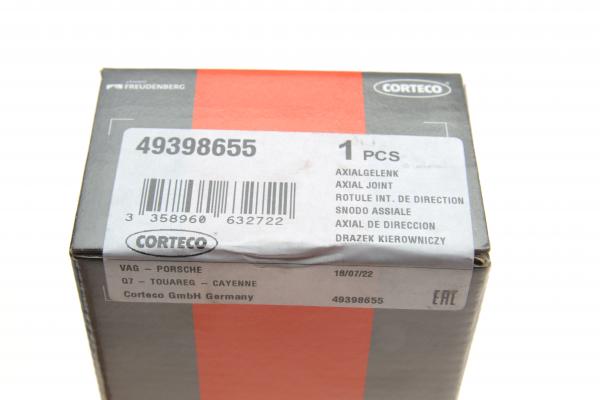 FREUDENBERG
CORTECO
49398655
1 PCS
AXIALGELENK
AXIAL JOINT
ROTULE INT. DE DIRECTION
SNODO ASSIALE
AXIAL DE DIRECCION
DRAZEK KIEROWNICZY
3 358960 632722
CORTECO
VAG - PORSCHE
18/07/22
Q7 - TOUAREG - CAYENNE
Corteco GmbH Germany
49398655
EAC